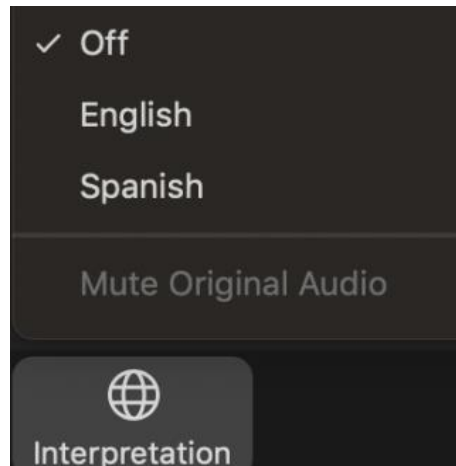 Off
English
Spanish
Mute Original Audio
Interpretation